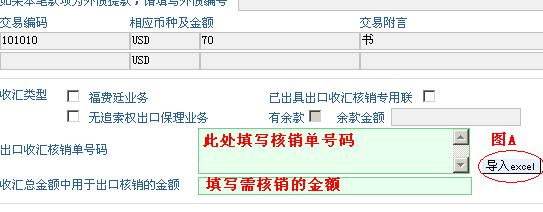 如果本笔款项为外债提款，请填写外债编号
交易编码 相应币种及金额 交易附言
101010 USD 70 书
USD
收汇类型 福费廷业务 已出具出口收汇核销专用联
无追索权出口保理业务 有余款 余款金额
出口收汇核销单号码 此处填写核销单号码 图A
导入excel
收汇总金额中用于出口核销的金额 填写需核销的金额